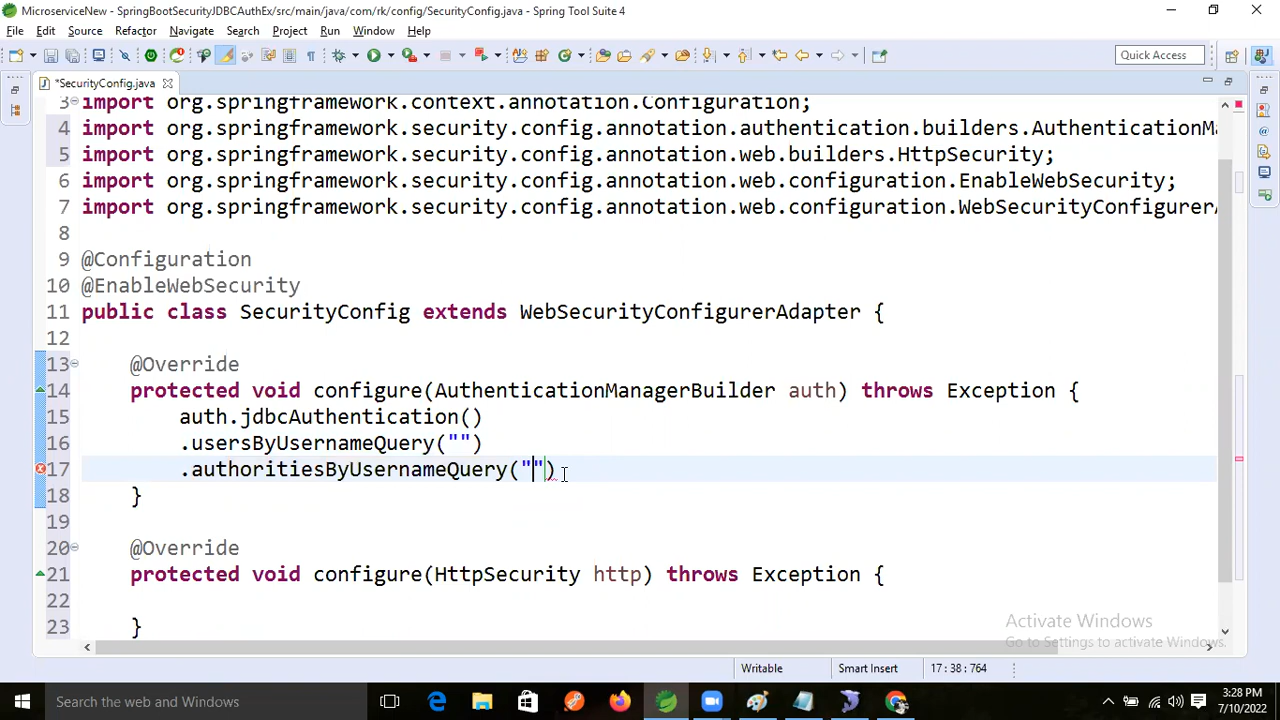 MicroserviceNew - SpringBootSecurityJDBCAuthEx/src/main/java/com/rk/config/SecurityConfig.java - Spring Tool Suite 4
File Edit Source Refactor Navigate Search Project Run Window Help
Quick Access
*SecurityConfig.java
3 import org.springframework.context.annotation.Configuration;
4 import org.springframework.security.config.annotation.authentication.builders.AuthenticationMa
5 import org.springframework.security.config.annotation.web.builders.HttpSecurity;
6 import org.springframework.security.config.annotation.web.configuration.EnableWebSecurity;
7 import org.springframework.security.config.annotation.web.configuration.WebSecurityConfigurerA
8
9 @Configuration
10 @EnableWebSecurity
11 public class SecurityConfig extends WebSecurityConfigurerAdapter {
12
13 @Override
14 protected void configure(AuthenticationManagerBuilder auth) throws Exception {
15 auth.jdbcAuthentication()
16 .usersByUsernameQuery("")
17 .authoritiesByUsernameQuery("")
18 }
19
20 @Override
21 protected void configure(HttpSecurity http) throws Exception {
22
23 }
Activate Windows
Go to Settings to activate Windows.
Writable Smart Insert 17 : 38 : 764
Search the web and Windows
3:28 PM
7/10/2022